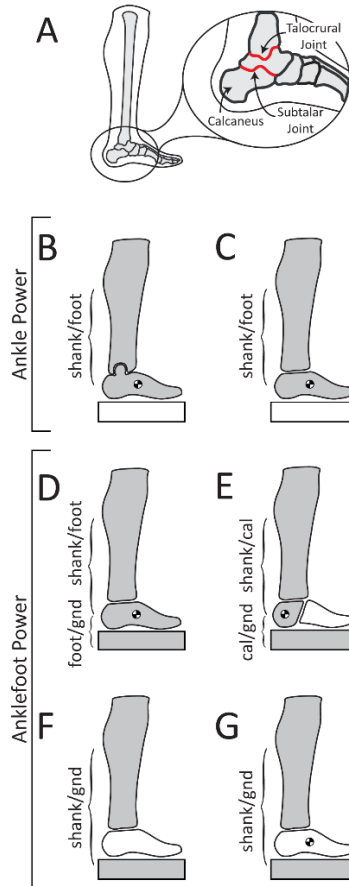 A
Talocrural
Joint
Calcaneus
Subtalar
Joint
Ankle Power
B
shank/foot
C
shank/foot
Anklefoot Power
D
shank/foot
foot/gnd
E
shank/cal
cal/gnd
F
shank/gnd
G
shank/gnd